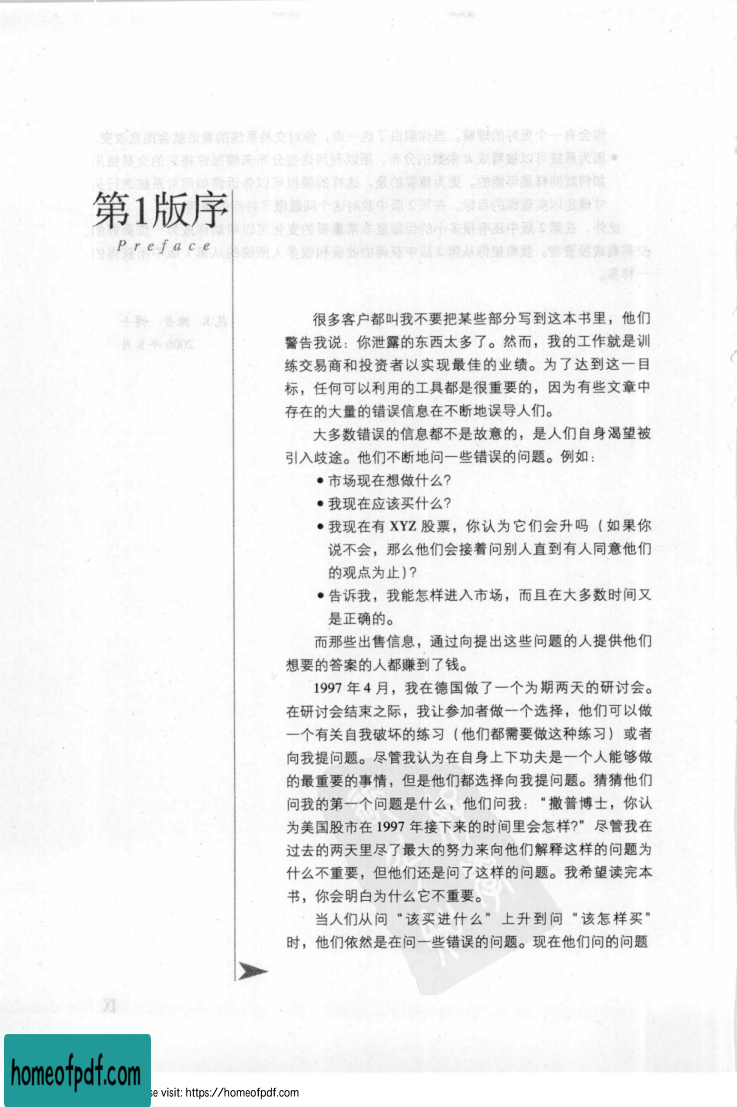 第1版序
Preface
很多客户都叫我不要把某些部分写到这本书里，他们
警告我说：你泄露的东西太多了。然而，我的工作就是训
练交易商和投资者以实现最佳的业绩。为了达到这一目
标，任何可以利用的工具都是很重要的，因为有些文章中
存在的大量的错误信息在不断地误导人们。
大多数错误的信息都不是故意的，是人们自身渴望被
引入歧途。他们不断地问一些错误的问题。例如：
●市场现在想做什么？
●我现在应该买什么？
●我现在有 XYZ 股票，你认为它们会升吗（如果你
说不会，那么他们会接着问别人直到有人同意他们
的观点为止）？
●告诉我，我能怎样进入市场，而且在大多数时间又
是正确的。
而那些出售信息，通过向提出这些问题的人提供他们
想要的答案的人都赚到了钱。
1997 年 4 月，我在德国做了一个为期两天的研讨会。
在研讨会结束之际，我让参加者做一个选择，他们可以做
一个有关自我破坏的练习（他们都需要做这种练习）或者
向我提问题。尽管我认为在自身上下功夫是一个人能够做
的最重要的事情，但是他们都选择向我提问题。猜猜他们
问我的第一个问题是什么，他们问我：“撒普博士，你认
为美国股市在 1997 年接下来的时间里会怎样?”尽管我在
过去的两天里尽了最大的努力来向他们解释这样的问题为
什么不重要，但他们还是问了这样的问题。我希望读完本
书，你会明白为什么它不重要。
当人们从问“该买进什么”上升到问“该怎样买”
时，他们依然是在问一些错误的问题。现在他们问的问题
homeofpdf.com
se visit: https://homeofpdf.com